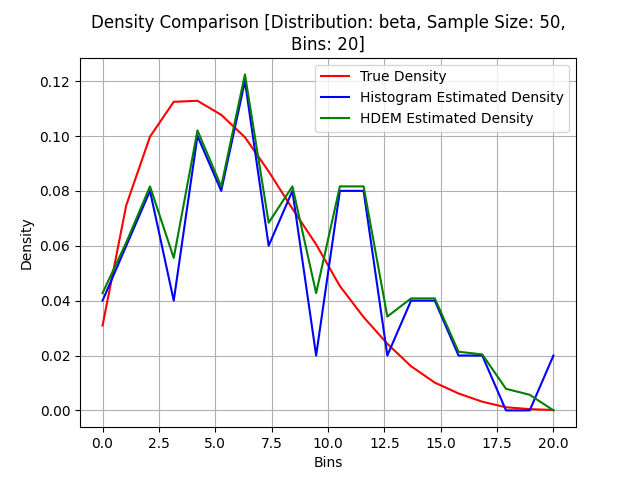 Density Comparison [Distribution: beta, Sample Size: 50,
Bins: 20]
True Density
Histogram Estimated Density
HDEM Estimated Density
Density
0.12
0.10
0.08
0.06
0.04
0.02
0.00
0.0 2.5 5.0 7.5 10.0 12.5 15.0 17.5 20.0
Bins